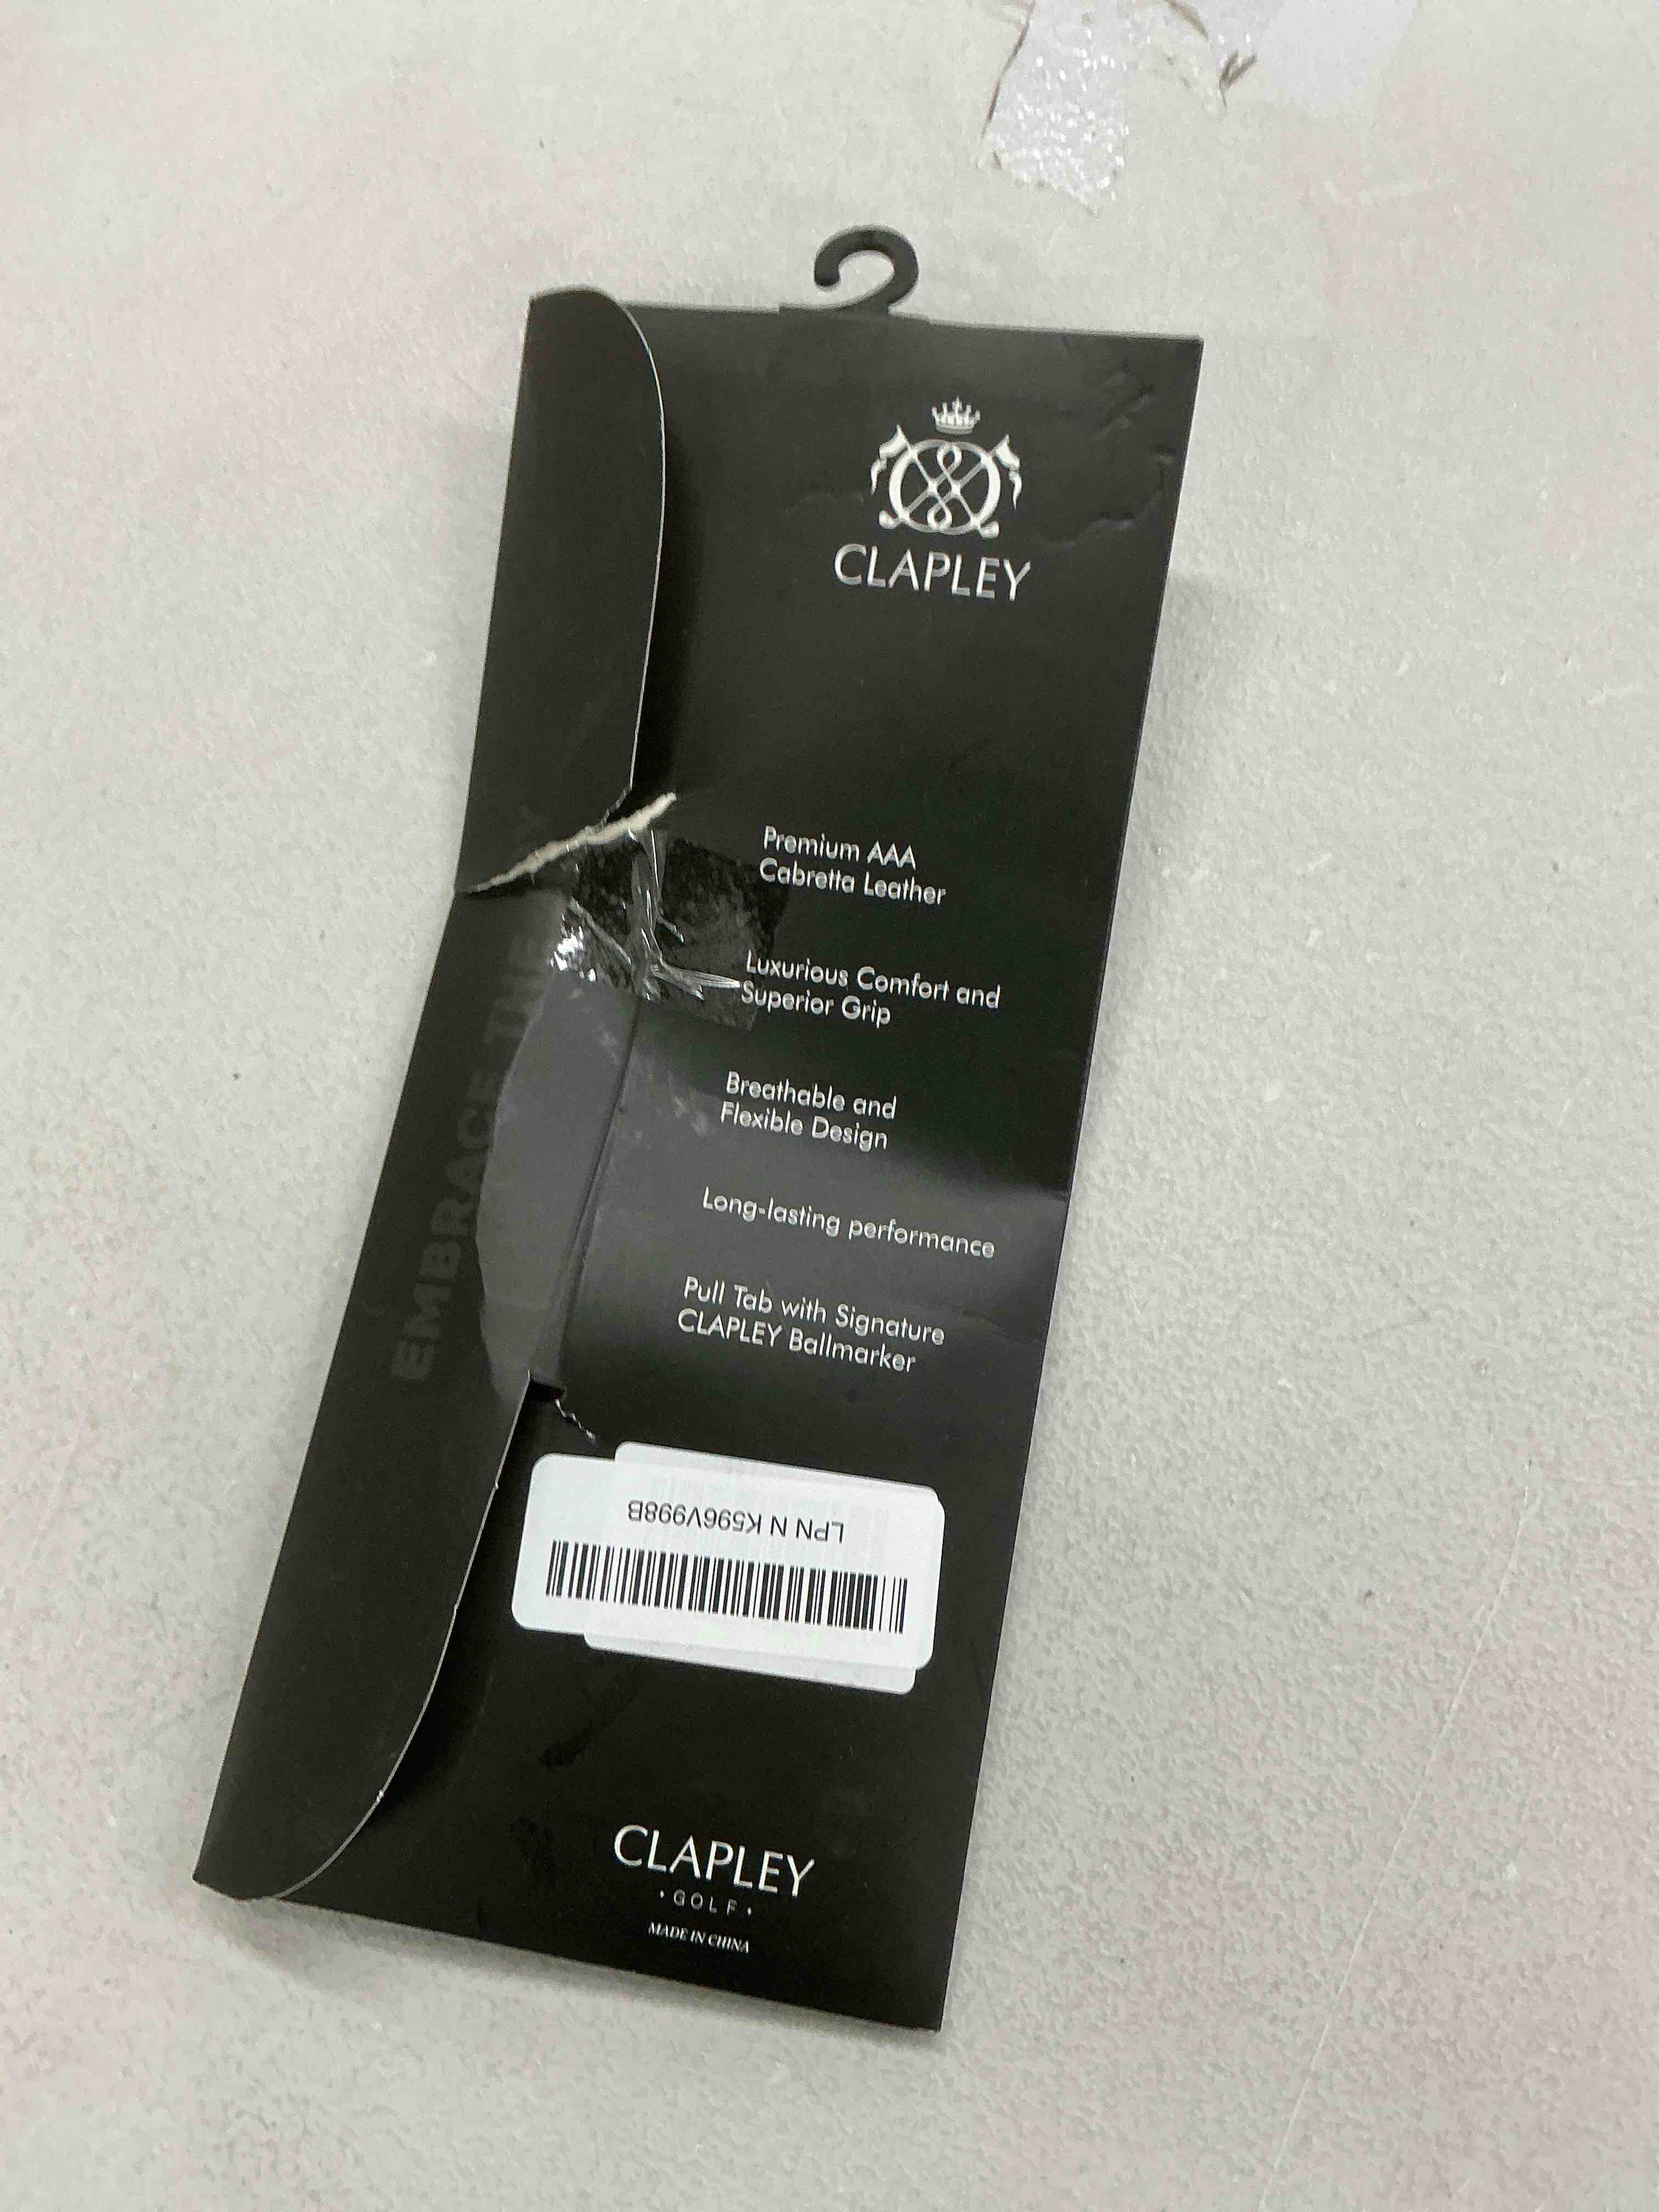 CLAPLEY
Premium AAA
Cabretta Leather
Luxurious Comfort and
Superior Grip
Breathable and
Flexible Design
Long-lasting performance
Pull Tab with Signature
CLAPLEY Ballmarker
EMBRACE THE
LPN N K596V998B
CLAPLEY
• GOLF •
MADE IN CHINA